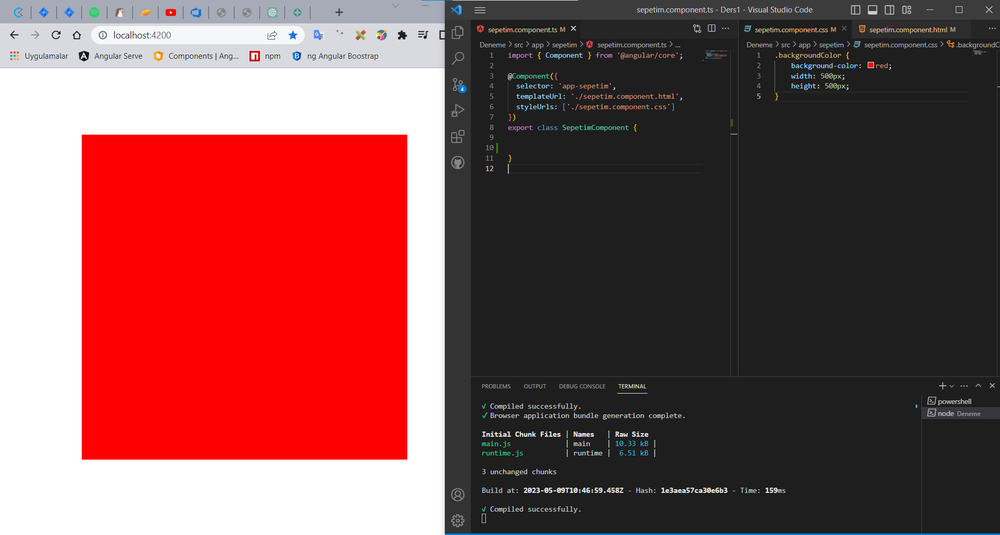 localhost:4200
Uygulamalar Angular Serve Components | Ang... npm ng Angular Boostrap
sepetim.component.ts - Ders1 - Visual Studio Code
sepetim.component.ts M
Deneme > src > app > sepetim > sepetim.component.ts > ...
1 import { Component } from '@angular/core';
2
3 @Component({
4 selector: 'app-sepetim',
5 templateUrl: './sepetim.component.html',
6 styleUrls: ['./sepetim.component.css']
7 })
8 export class SepetimComponent {
9
10
11 }
12
4
sepetim.component.css M sepetim.component.html M
Deneme > src > app > sepetim > sepetim.component.css > .backgroundC
1 .backgroundColor {
2 background-color: red;
3 width: 500px;
4 height: 500px;
5 }
PROBLEMS OUTPUT DEBUG CONSOLE TERMINAL
√ Compiled successfully.
✓ Browser application bundle generation complete.
Initial Chunk Files | Names | Raw Size
main.js | main | 10.33 kB |
runtime.js | runtime | 6.51 kB |
3 unchanged chunks
Build at: 2023-05-09T10:46:59.458Z - Hash: 1e3aea57ca30e6b3 - Time: 159ms
√ Compiled successfully.
powershell
node Deneme